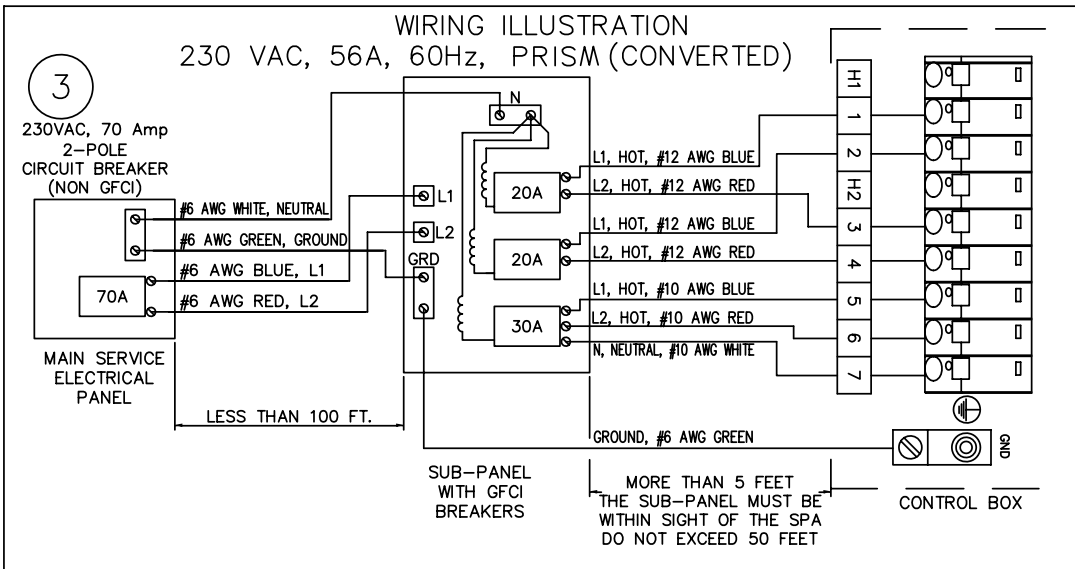 WIRING ILLUSTRATION
230 VAC, 56A, 60Hz, PRISM (CONVERTED)
3
230VAC, 70 Amp
2-POLE
CIRCUIT BREAKER
(NON GFCI)
#6 AWG WHITE, NEUTRAL
#6 AWG GREEN, GROUND
#6 AWG BLUE, L1
70A
#6 AWG RED, L2
MAIN SERVICE
ELECTRICAL
PANEL
LESS THAN 100 FT.
N
L1
L2
GRD
20A
20A
30A
SUB-PANEL
WITH GFCI
BREAKERS
L1, HOT, #12 AWG BLUE
L2, HOT, #12 AWG RED
L1, HOT, #12 AWG BLUE
L2, HOT, #12 AWG RED
L1, HOT, #10 AWG BLUE
L2, HOT, #10 AWG RED
N, NEUTRAL, #10 AWG WHITE
GROUND, #6 AWG GREEN
MORE THAN 5 FEET
THE SUB-PANEL MUST BE
WITHIN SIGHT OF THE SPA
DO NOT EXCEED 50 FEET
H1
1
2
H2
3
4
5
6
7
GND
CONTROL BOX